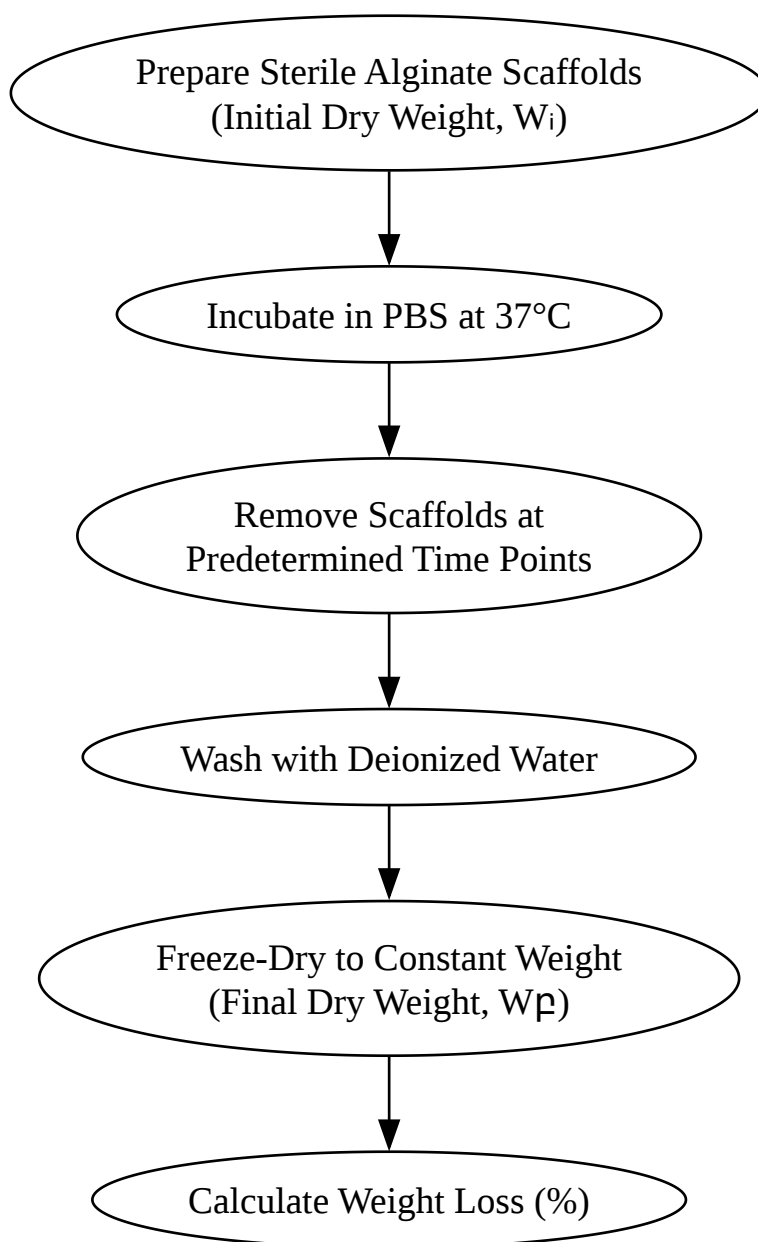 Prepare Sterile Alginate Scaffolds
(Initial Dry Weight, Wᵢ)
Incubate in PBS at 37°C
Remove Scaffolds at
Predetermined Time Points
Wash with Deionized Water
Freeze-Dry to Constant Weight
(Final Dry Weight, Wբ)
Calculate Weight Loss (%)